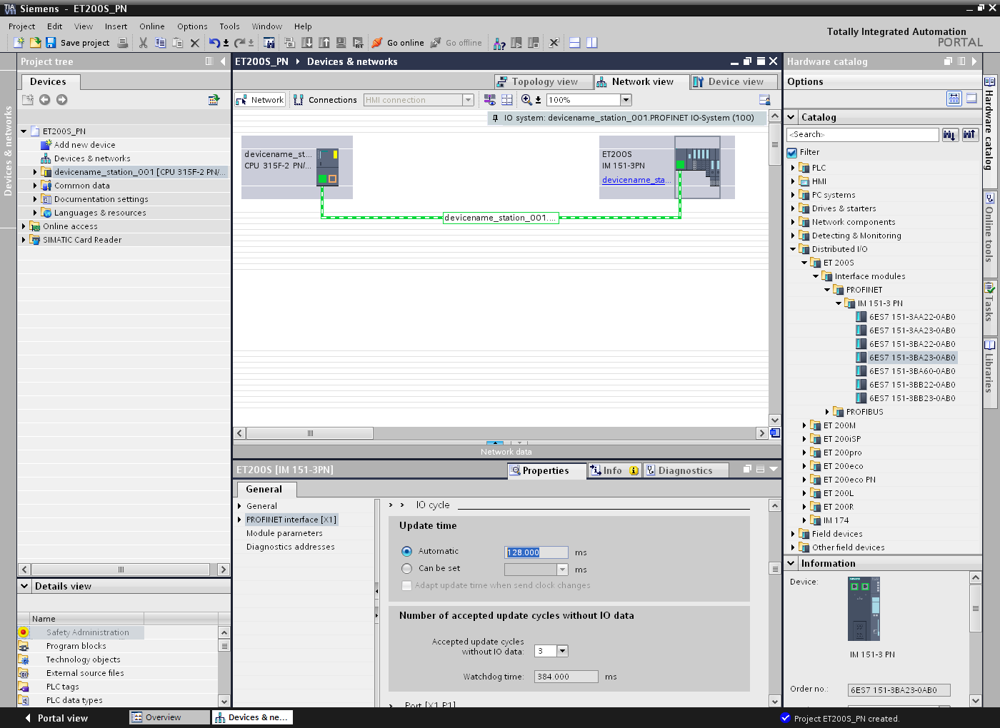 TIA V11 Siemens - ET200S_PN
Project Edit View Insert Online Options Tools Window Help
Totally Integrated Automation
PORTAL
Save project Go online Go offline
Project tree
Devices
Devices & networks
ET200S_PN
Add new device
Devices & networks
devicename_station_001 [CPU 315F-2 PN/...
Common data
Documentation settings
Languages & resources
Online access
SIMATIC Card Reader
Details view
Name
Safety Administration
Program blocks
Technology objects
External source files
PLC tags
PLC data types
ET200S_PN Devices & networks
Topology view Network view Device view
Network Connections HMI connection 100%
IO system: devicename_station_001.PROFINET IO-System (100)
devicename_st...
CPU 315F-2 PN/...
ET200S
IM 151-3PN
devicename_sta...
devicename_station_001....
Network data
ET200S [IM 151-3PN]
Properties Info Diagnostics
General
General
PROFINET interface [X1]
Module parameters
Diagnostics addresses
> > IO cycle
Update time
Automatic 128.000 ms
Can be set ms
Adapt update time when send clock changes
Number of accepted update cycles without IO data
Accepted update cycles
without IO data: 3
Watchdog time: 384.000 ms
Port [X1 P1]
Hardware catalog
Options
Catalog
<Search>
Filter
PLC
HMI
PC systems
Drives & starters
Network components
Detecting & Monitoring
Distributed I/O
ET 200S
Interface modules
PROFINET
IM 151-3 PN
6ES7 151-3AA22-0AB0
6ES7 151-3AA23-0AB0
6ES7 151-3BA22-0AB0
6ES7 151-3BA23-0AB0
6ES7 151-3BA60-0AB0
6ES7 151-3BB22-0AB0
6ES7 151-3BB23-0AB0
PROFIBUS
ET 200M
ET 200iSP
ET 200pro
ET 200eco
ET 200eco PN
ET 200L
ET 200R
IM 174
Field devices
Other field devices
Information
Device:
IM 151-3 PN
Order no.: 6ES7 151-3BA23-0AB0
Hardware catalog
Online tools
Tasks
Libraries
Portal view Overview Devices & ne...
Project ET200S_PN created.